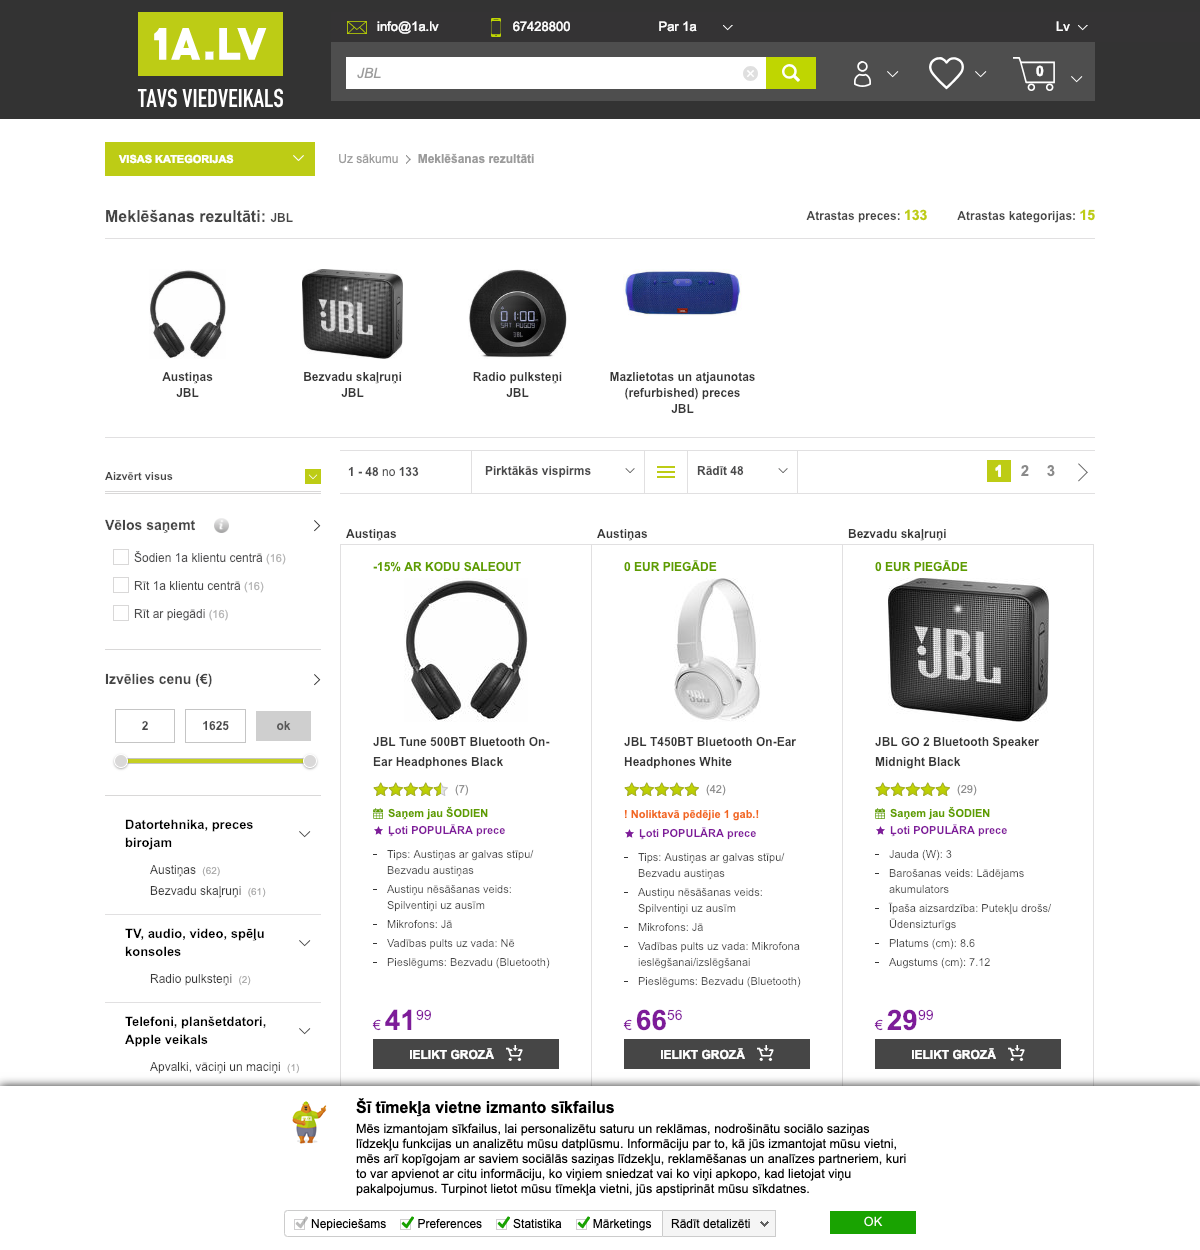 1A.LV
TAVS VIEDVEIKALS
info@1a.lv
67428800
Par 1a
Lv
JBL
0
VISAS KATEGORIJAS
Uz sākumu
Meklēšanas rezultāti
Meklēšanas rezultāti: JBL
Atrastas preces: 133
Atrastas kategorijas: 15
JBL
01:00
JBL
Austiņas
JBL
Bezvadu skaļruņi
JBL
Radio pulksteņi
JBL
Mazlietotas un atjaunotas
(refurbished) preces
JBL
Aizvērt visus
1 - 48 no 133
Pirktākās vispirms
Rādīt 48
1 2 3
Vēlos saņemt
Šodien 1a klientu centrā (16)
Rīt 1a klientu centrā (16)
Rīt ar piegādi (16)
Izvēlies cenu (€)
2
1625
ok
Datortehnika, preces
birojam
Austiņas (62)
Bezvadu skaļruņi (61)
TV, audio, video, spēļu
konsoles
Radio pulksteņi (2)
Telefoni, planšetdatori,
Apple veikals
Apvalki, vāciņi un maciņi (1)
Austiņas
-15% AR KODU SALEOUT
JBL Tune 500BT Bluetooth On-
Ear Headphones Black
(7)
Saņem jau ŠODIEN
Ļoti POPULĀRA prece
- Tips: Austiņas ar galvas stīpu/
Bezvadu austiņas
- Austiņu nēsāšanas veids:
Spilventiņi uz ausīm
- Mikrofons: Jā
- Vadības pults uz vada: Nē
- Pieslēgums: Bezvadu (Bluetooth)
€ 41 99
IELIKT GROZĀ
Austiņas
0 EUR PIEGĀDE
JBL
JBL T450BT Bluetooth On-Ear
Headphones White
(42)
! Noliktavā pēdējie 1 gab.!
Ļoti POPULĀRA prece
- Tips: Austiņas ar galvas stīpu/
Bezvadu austiņas
- Austiņu nēsāšanas veids:
Spilventiņi uz ausīm
- Mikrofons: Jā
- Vadības pults uz vada: Mikrofona
ieslēgšanai/izslēgšanai
- Pieslēgums: Bezvadu (Bluetooth)
€ 66 56
IELIKT GROZĀ
Bezvadu skaļruņi
0 EUR PIEGĀDE
JBL
JBL GO 2 Bluetooth Speaker
Midnight Black
(29)
Saņem jau ŠODIEN
Ļoti POPULĀRA prece
- Jauda (W): 3
- Barošanas veids: Lādējams
akumulators
- Īpaša aizsardzība: Putekļu drošs/
Ūdensizturīgs
- Platums (cm): 8.6
- Augstums (cm): 7.12
€ 29 99
IELIKT GROZĀ
Šī tīmekļa vietne izmanto sīkfailus
Mēs izmantojam sīkfailus, lai personalizētu saturu un reklāmas, nodrošinātu sociālo saziņas
līdzekļu funkcijas un analizētu mūsu datplūsmu. Informāciju par to, kā jūs izmantojat mūsu vietni,
mēs arī kopīgojam ar saviem sociālās saziņas līdzekļu, reklamēšanas un analīzes partneriem, kuri
to var apvienot ar citu informāciju, ko viņiem sniedzat vai ko viņi apkopo, kad lietojat viņu
pakalpojumus. Turpinot lietot mūsu tīmekļa vietni, jūs apstiprināt mūsu sīkdatnes.
Nepieciešams
Preferences
Statistika
Mārketings
Rādīt detalizēti
OK